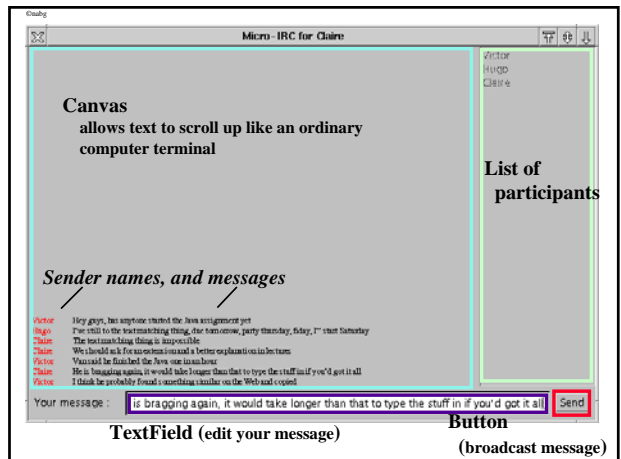 ©nabg
Micro-IRC for Claire
Victor
Hugo
Claire
Canvas
allows text to scroll up like an ordinary
computer terminal
List of
participants
Sender names, and messages
Victor Hey guys, has anyone started the Java assignment yet
Hugo I've still to the textmatching thing, due tomorrow, party thursday, fiday, I'' start Saturday
Claire The textmatching thing is impossible
Claire We should ask for an extension and a better explanation in lectures
Victor Van said he finished the Java one in an hour
Claire He is bragging again, it would take longer than that to type the stuff in if you'd got it all
Victor I think he probably found something similar on the Web and copied
Your message : is bragging again, it would take longer than that to type the stuff in if you'd got it all Send
TextField (edit your message)
Button
(broadcast message)